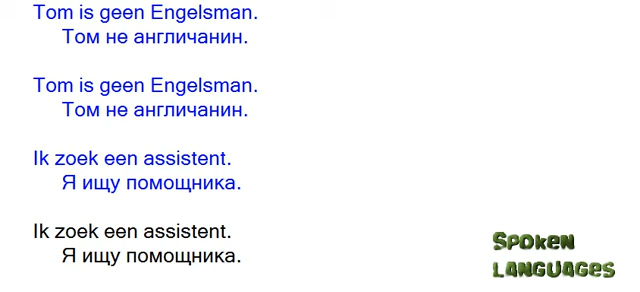 Tom is geen Engelsman.
Том не англичанин.
Tom is geen Engelsman.
Том не англичанин.
Ik zoek een assistent.
Я ищу помощника.
Ik zoek een assistent.
Я ищу помощника.
Spoken
Languages